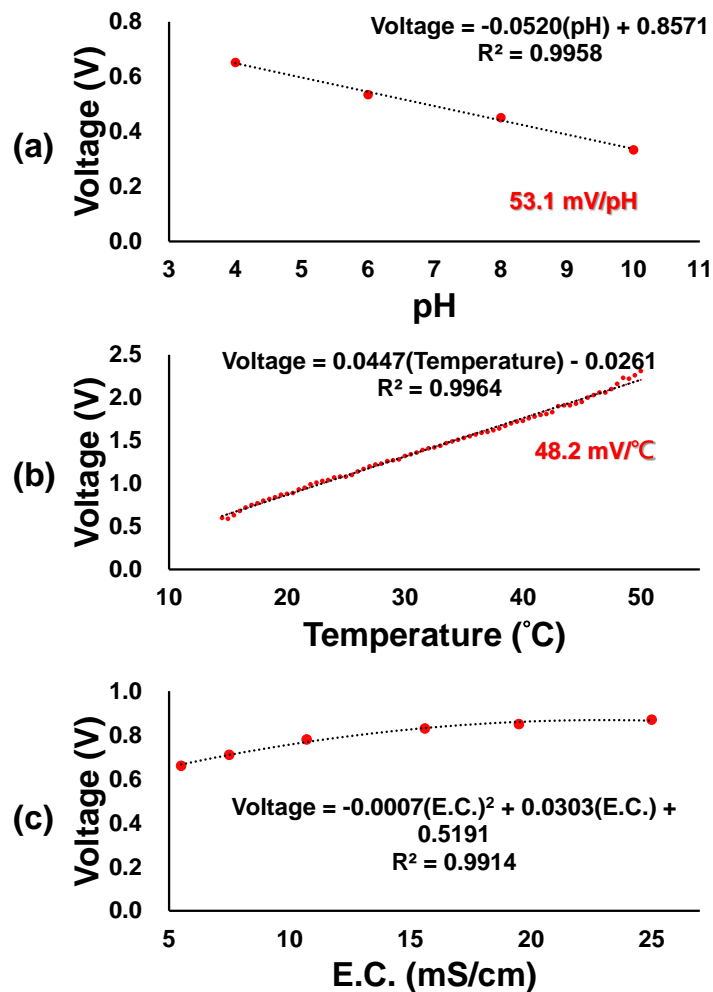 (a)
Voltage (V)
0.8
0.6
0.4
0.2
0.0
Voltage = -0.0520(pH) + 0.8571
R² = 0.9958
53.1 mV/pH
3 4 5 6 7 8 9 10 11
pH
(b)
Voltage (V)
2.5
2.0
1.5
1.0
0.5
0.0
Voltage = 0.0447(Temperature) - 0.0261
R² = 0.9964
48.2 mV/℃
10 20 30 40 50
Temperature (°C)
(c)
Voltage (V)
1.0
0.8
0.6
0.4
0.2
0.0
Voltage = -0.0007(E.C.)² + 0.0303(E.C.) +
0.5191
R² = 0.9914
5 10 15 20 25
E.C. (mS/cm)